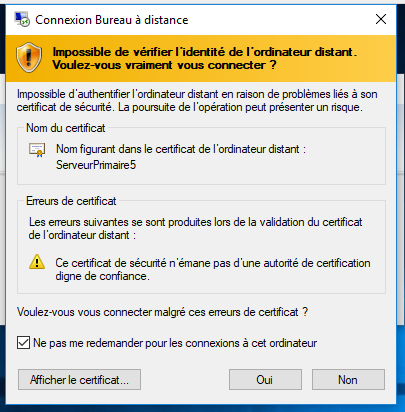 Connexion Bureau à distance
Impossible de vérifier l'identité de l'ordinateur distant.
Voulez-vous vraiment vous connecter ?
Impossible d'authentifier l'ordinateur distant en raison de problèmes liés à son
certificat de sécurité. La poursuite de l'opération peut présenter un risque.
Nom du certificat
Nom figurant dans le certificat de l'ordinateur distant :
ServeurPrimaire5
Erreurs de certificat
Les erreurs suivantes se sont produites lors de la validation du certificat
de l'ordinateur distant :
Ce certificat de sécurité n'émane pas d'une autorité de certification
digne de confiance.
Voulez-vous vous connecter malgré ces erreurs de certificat ?
Ne pas me redemander pour les connexions à cet ordinateur
Afficher le certificat...
Oui
Non